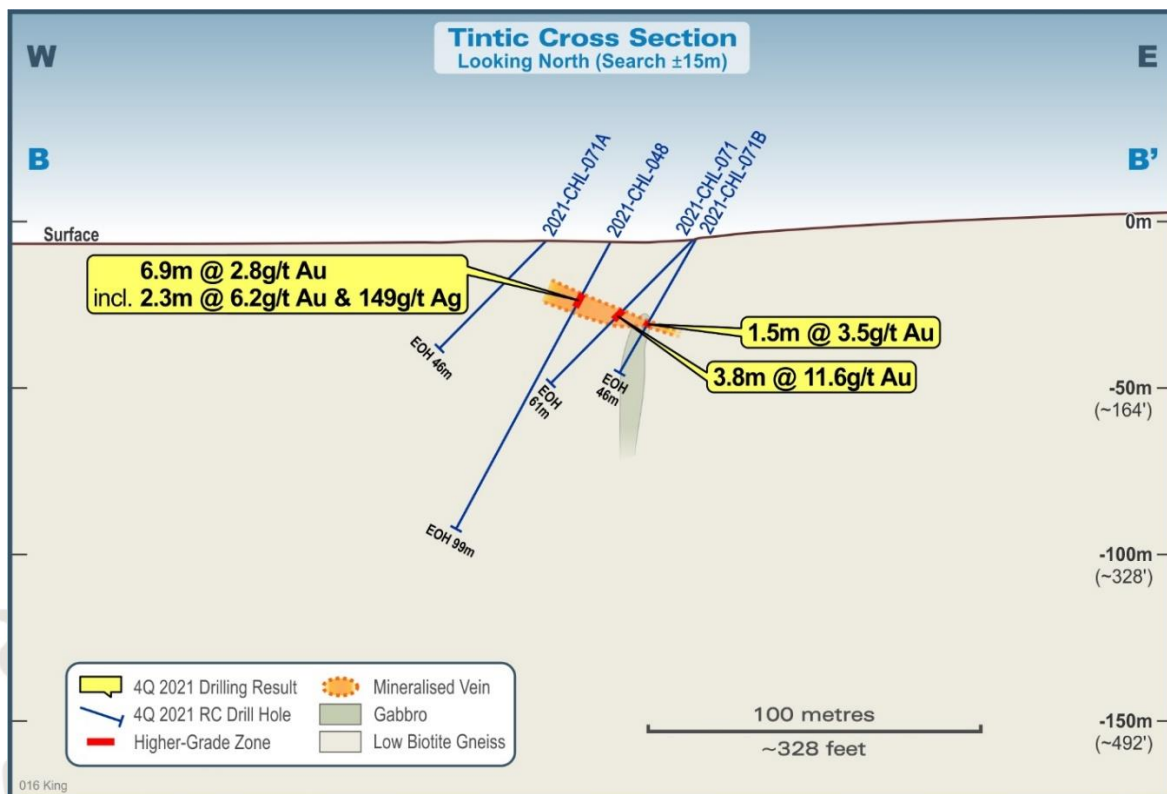 Tintic Cross Section
Looking North (Search ±15m)
W
E
B
B’
2021-CHL-071A
2021-CHL-048
2021-CHL-071
2021-CHL-071B
0m
Surface
6.9m @ 2.8g/t Au
incl. 2.3m @ 6.2g/t Au & 149g/t Ag
1.5m @ 3.5g/t Au
3.8m @ 11.6g/t Au
EOH 46m
EOH
61m
EOH
46m
-50m
(~164')
EOH 99m
-100m
(~328')
4Q 2021 Drilling Result
4Q 2021 RC Drill Hole
Higher-Grade Zone
Mineralised Vein
Gabbro
Low Biotite Gneiss
100 metres
~328 feet
-150m
(~492')
016 King